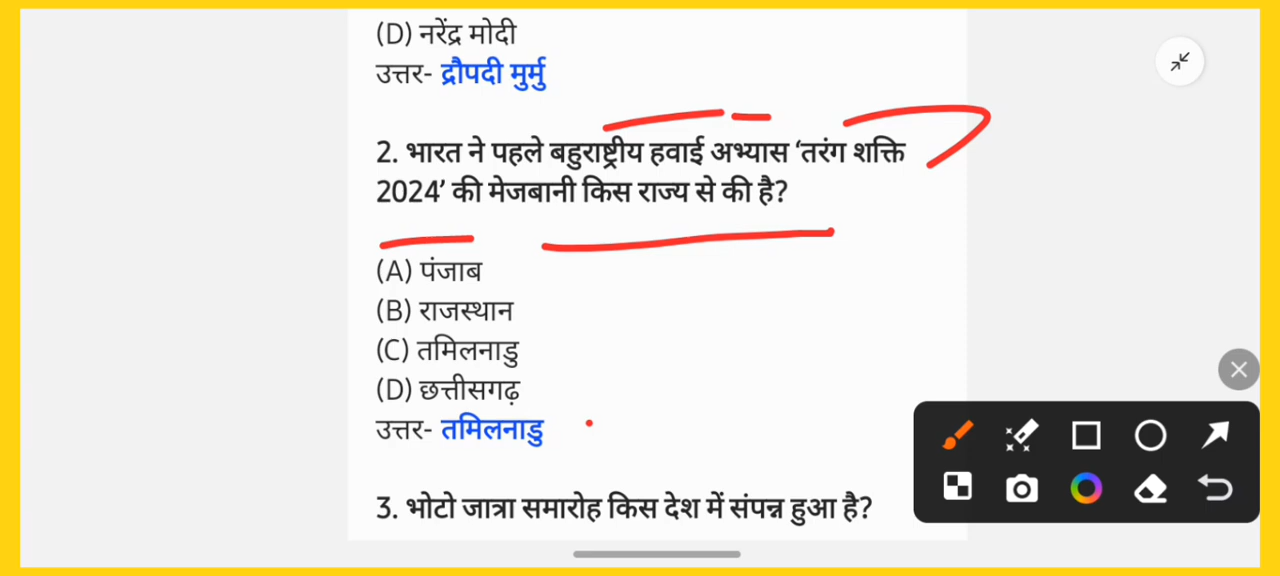 (D) नरेंद्र मोदी
उत्तर- द्रौपदी मुर्मु
2. भारत ने पहले बहुराष्ट्रीय हवाई अभ्यास ‘तरंग शक्ति
2024’ की मेजबानी किस राज्य से की है?
(A) पंजाब
(B) राजस्थान
(C) तमिलनाडु
(D) छत्तीसगढ़
उत्तर- तमिलनाडु
3. भोटो जात्रा समारोह किस देश में संपन्न हुआ है?